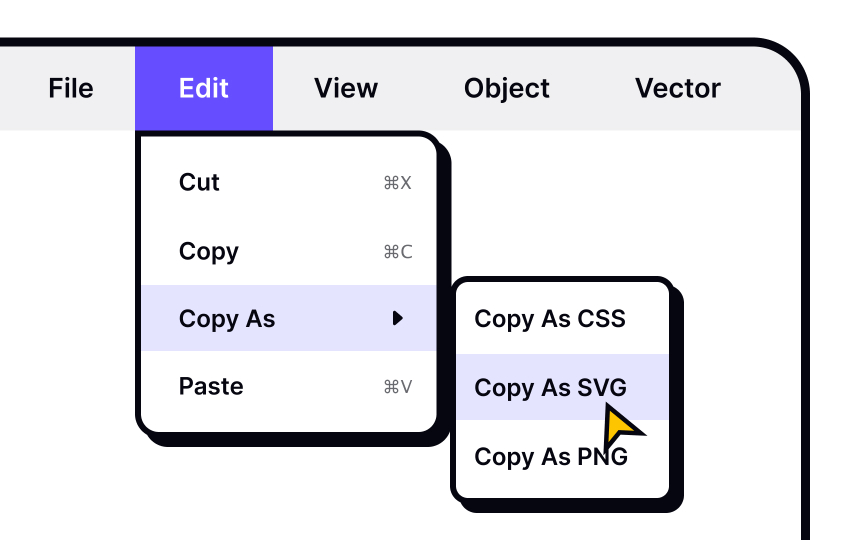 File Edit View Object Vector
Cut ⌘X
Copy ⌘C
Copy As
Paste ⌘V
Copy As CSS
Copy As SVG
Copy As PNG